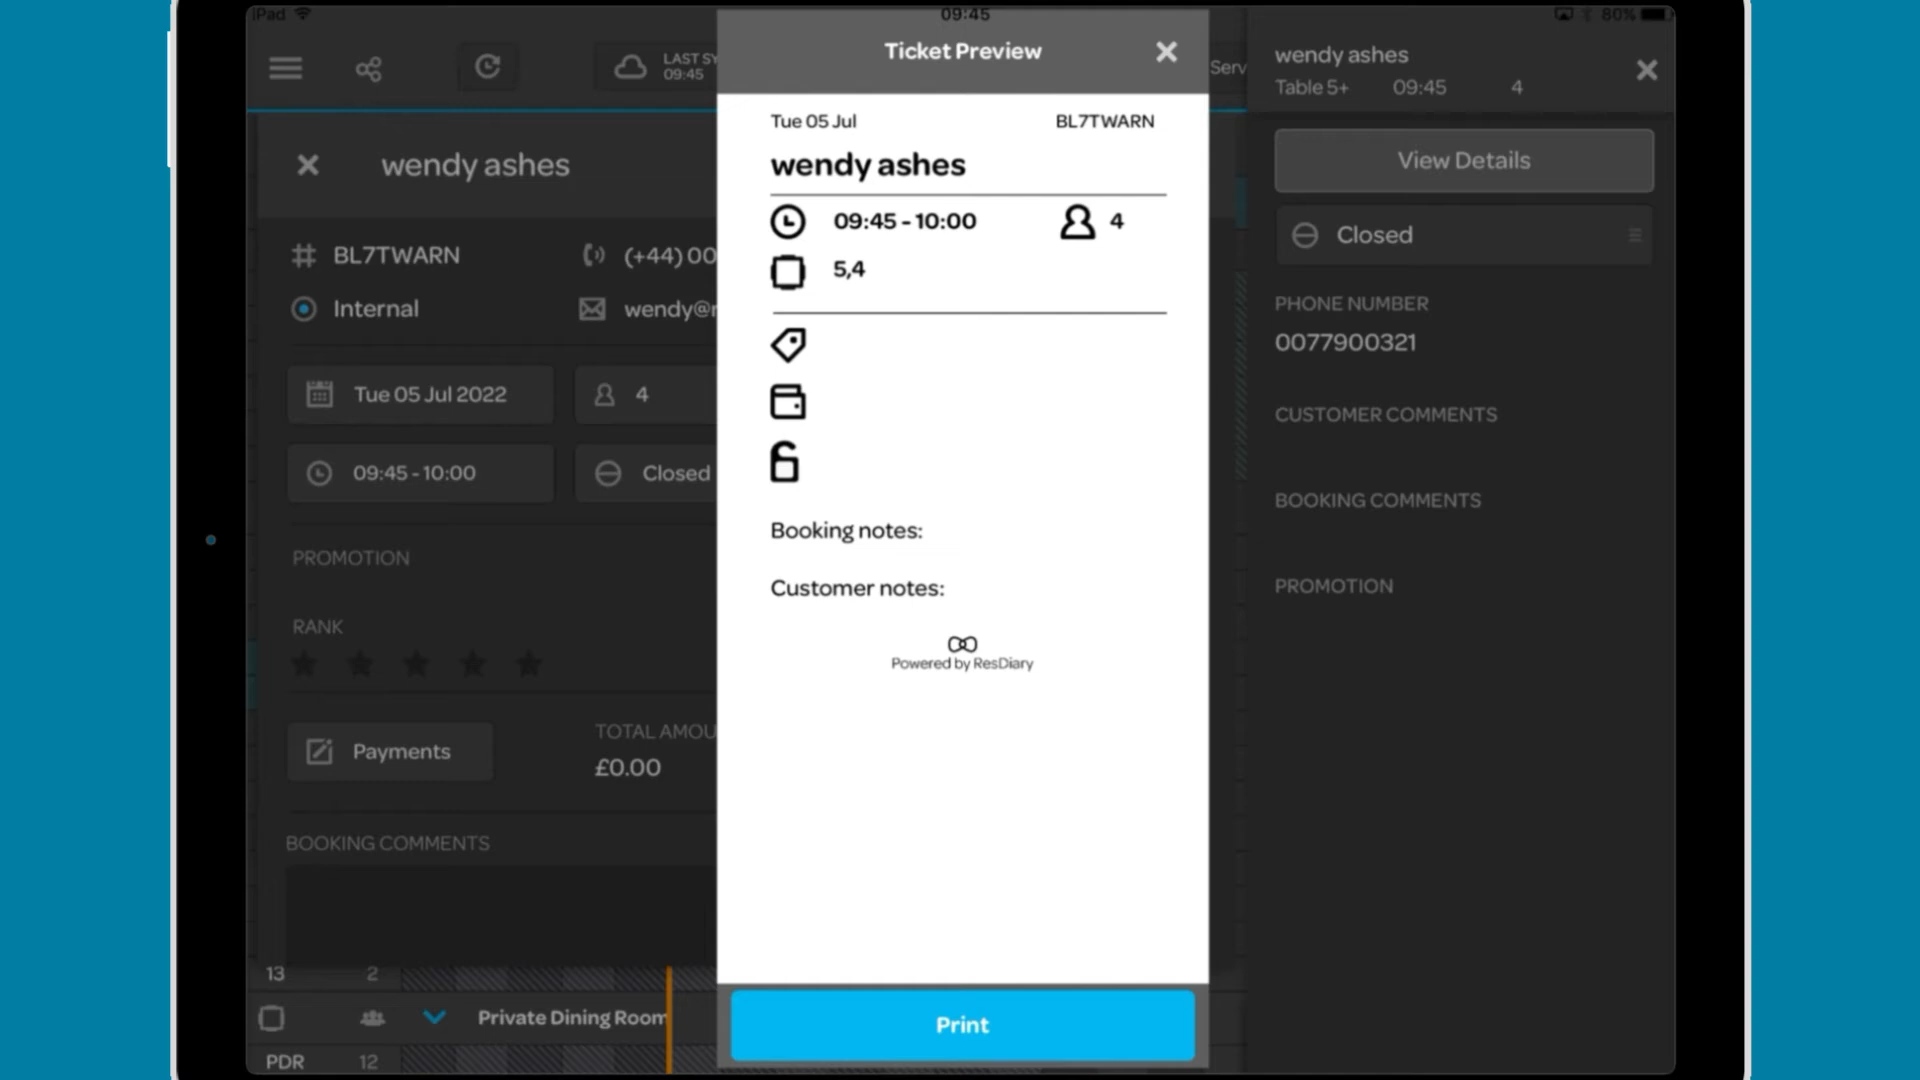 iPad 09:45 80%
LAST SY
09:45
Serv
wendy ashes
BL7TWARN
(+44) 00
Internal
wendy@r
Tue 05 Jul 2022
4
09:45 - 10:00
Closed
PROMOTION
RANK
Payments
TOTAL AMOU
£0.00
BOOKING COMMENTS
13 2
Private Dining Room
PDR 12
Ticket Preview
Tue 05 Jul BL7TWARN
wendy ashes
09:45 - 10:00 4
5,4
Booking notes:
Customer notes:
Powered by ResDiary
Print
wendy ashes
Table 5+ 09:45 4
View Details
Closed
PHONE NUMBER
0077900321
CUSTOMER COMMENTS
BOOKING COMMENTS
PROMOTION